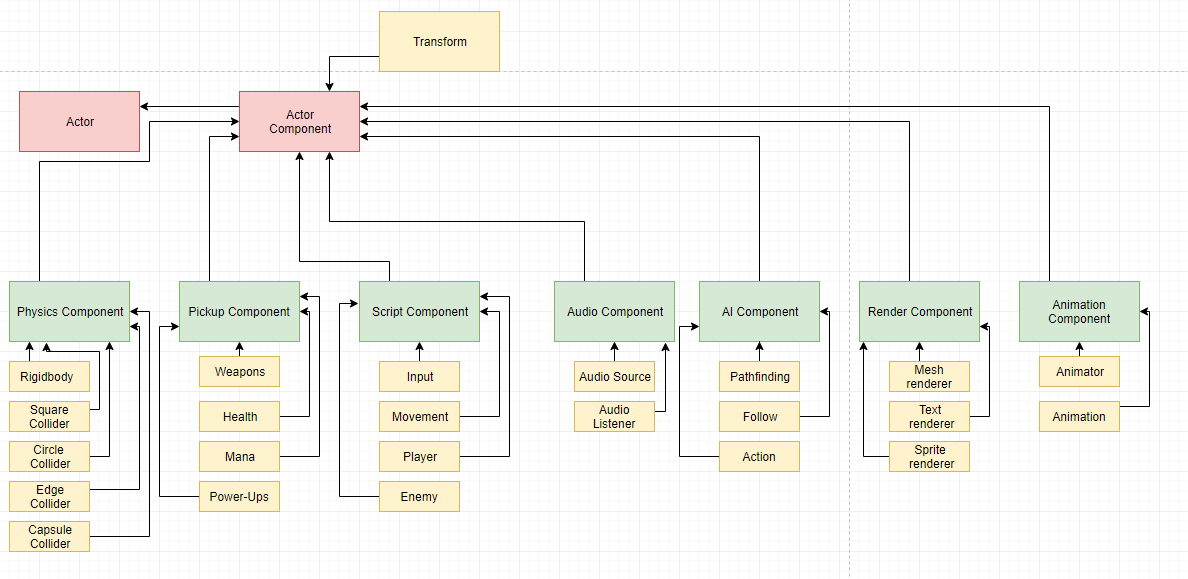 Transform
Actor
Actor
Component
Physics Component
Pickup Component
Script Component
Audio Component
AI Component
Render Component
Animation
Component
Rigidbody
Square
Collider
Circle
Collider
Edge
Collider
Capsule
Collider
Weapons
Health
Mana
Power-Ups
Input
Movement
Player
Enemy
Audio Source
Audio
Listener
Pathfinding
Follow
Action
Mesh
renderer
Text
renderer
Sprite
renderer
Animator
Animation